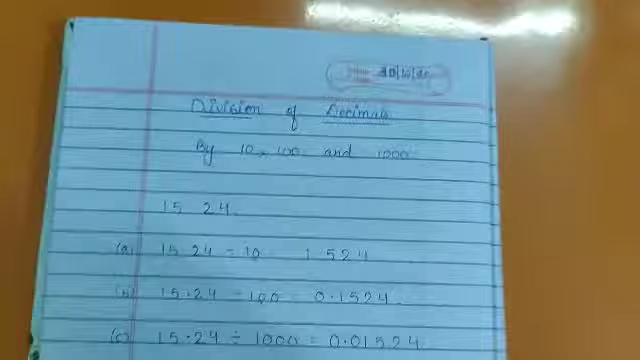 Division of Decimals
By 10, 100 and 1000
15.24
(a) 15.24 ÷ 10 1.524
(b) 15.24 ÷ 100 = 0.1524
(c) 15.24 ÷ 1000 = 0.01524